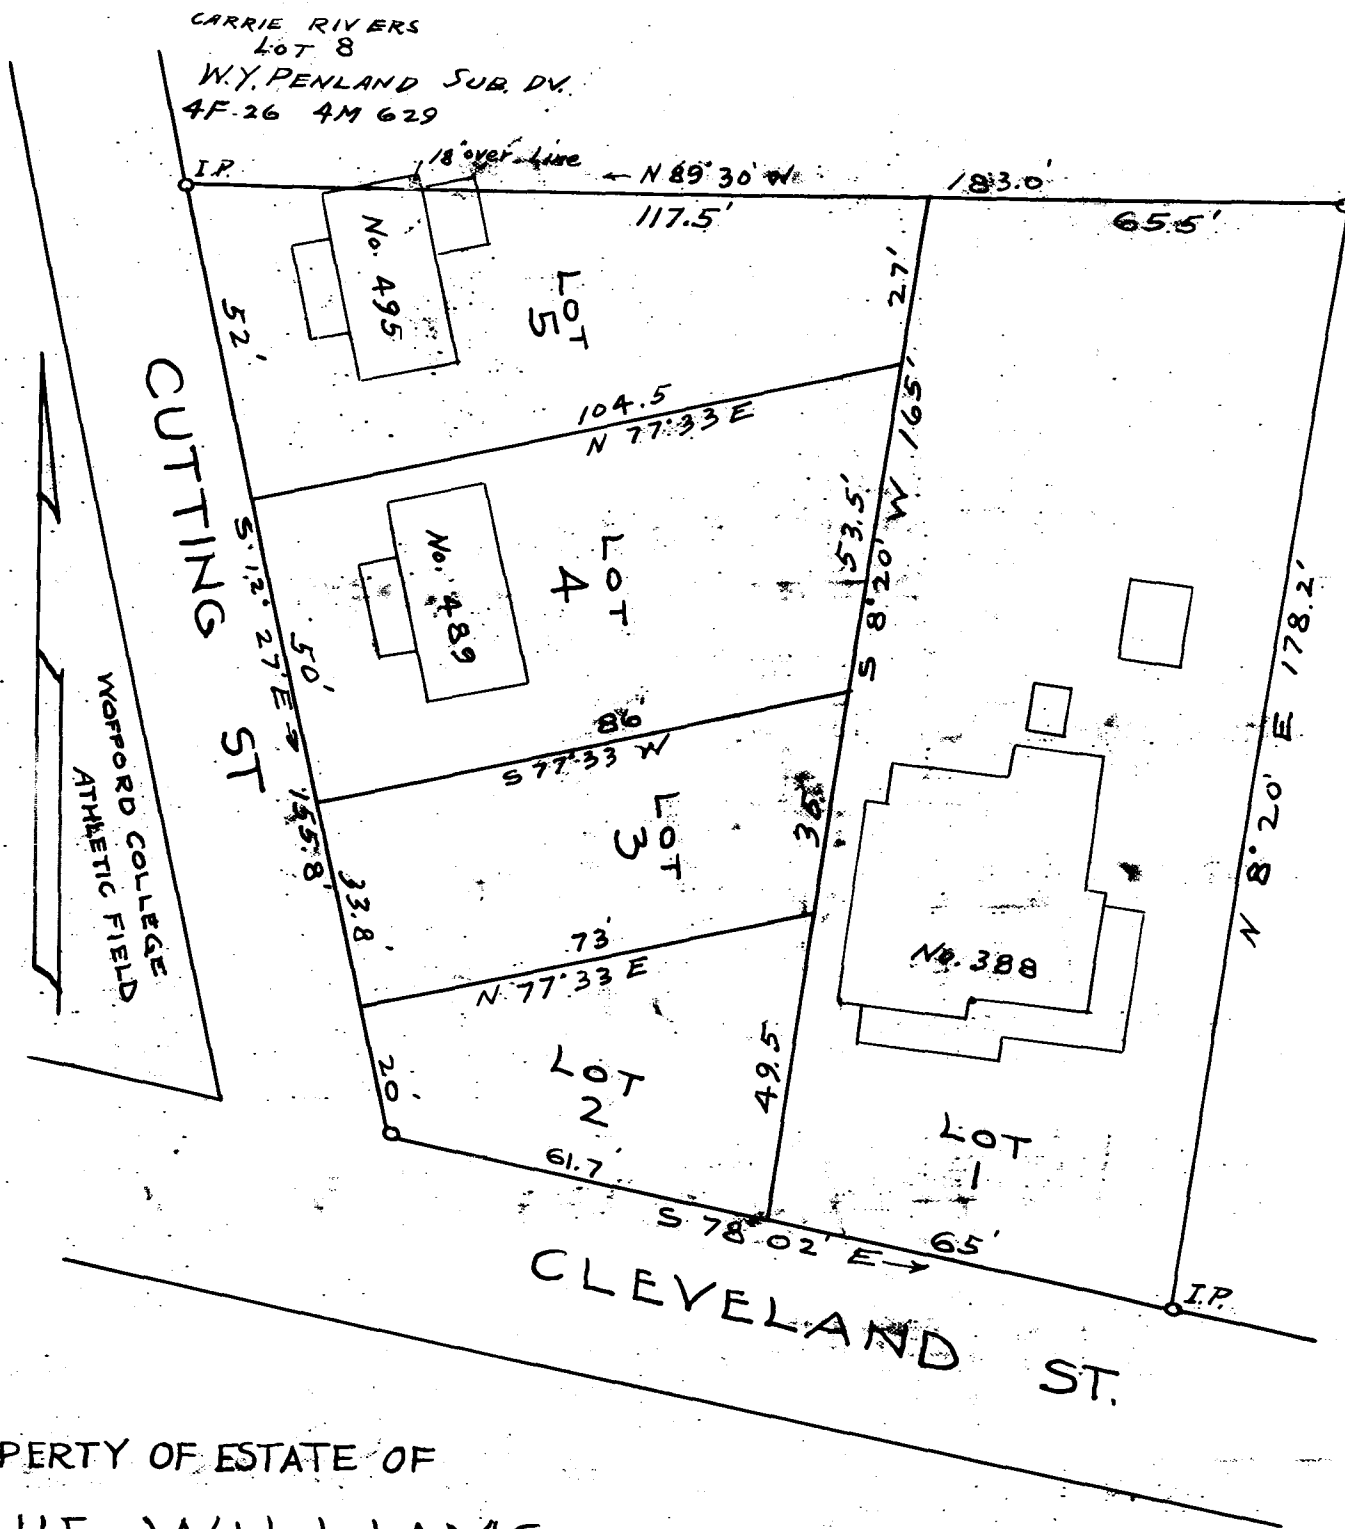 CARRIE RIVERS
LOT 8
W.Y. PENLAND SUB. DV.
4F-26 4M 629
I.P.
18" over Line
← N 89° 30' W
183.0'
117.5'
65.5'
No. 495
LOT
5
27'
52'
104.5
N 77° 33 E
S 8° 20' W 165'
CUTTING ST
S 12° 27' E → 155.8'
No. 489
LOT
4
53.5'
50'
86'
S 77° 33 W
N 8° 20' E 178.2'
WOFFORD COLLEGE
ATHLETIC FIELD
LOT
3
36'
33.8'
73'
N 77° 33 E
No. 388
20'
LOT
2
49.5
LOT
1
61.7'
S 78° 02' E →
65'
I.P.
CLEVELAND ST.
PERTY OF ESTATE OF